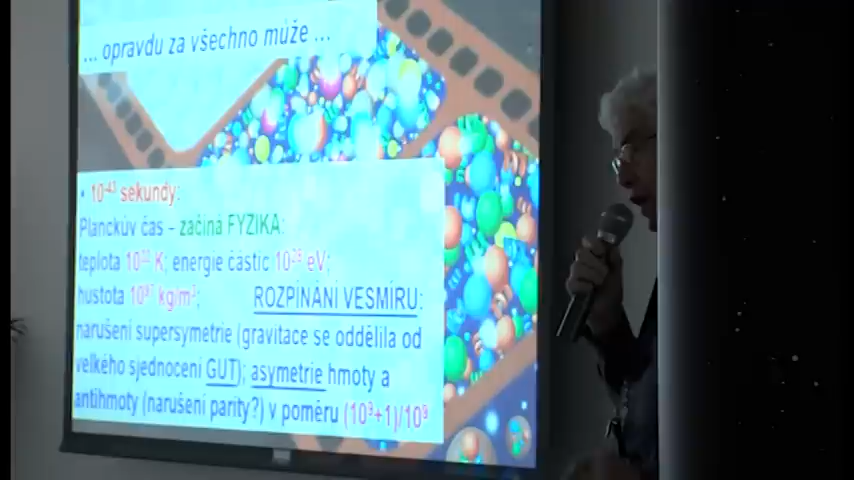 ... opravdu za všechno může ...
• 10⁻⁴³ sekundy:
Planckův čas – začíná FYZIKA:
teplota 10³² K; energie částic 10²⁸ eV;
hustota 10⁹⁷ kg/m³; ROZPÍNÁNÍ VESMÍRU:
narušení supersymetrie (gravitace se oddělila od
velkého sjednocení GUT); asymetrie hmoty a
antihmoty (narušení parity?) v poměru (10⁹+1)/10⁹